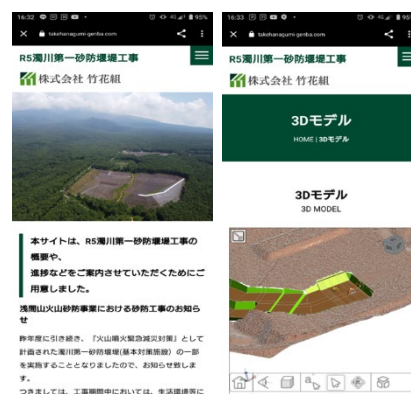 16:32
95%
takehanagumi-genba.com
R5濁川第一砂防堰堤工事
株式会社 竹花組
本サイトは、R5濁川第一砂防堰堤工事の
概要や、
進捗などをご案内させていただくためにご
用意しました。
浅間山火山砂防事業における砂防工事のお知ら
せ
昨年度に引き続き、『火山噴火緊急減災対策』として
計画された濁川第一砂防堰堤(基本対策施設) の一部
を実施することとなりましたので、お知らせ致しま
す。
つきましては、工事期間中においては、生活環境等に
16:33
95%
takehanagumi-genba.com
R5濁川第一砂防堰堤工事
株式会社 竹花組
3Dモデル
HOME | 3Dモデル
3Dモデル
3D MODEL